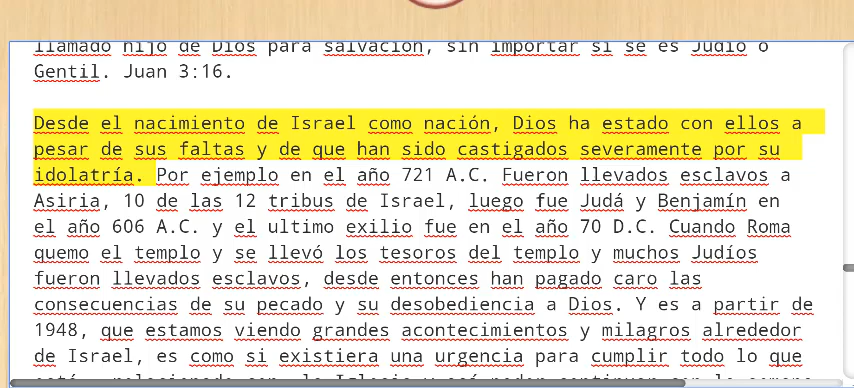 llamado hijo de Dios para salvación, sin importar si se es Judío o
Gentil. Juan 3:16.
Desde el nacimiento de Israel como nación, Dios ha estado con ellos a
pesar de sus faltas y de que han sido castigados severamente por su
idolatría. Por ejemplo en el año 721 A.C. Fueron llevados esclavos a
Asiria, 10 de las 12 tribus de Israel, luego fue Judá y Benjamín en
el año 606 A.C. y el ultimo exilio fue en el año 70 D.C. Cuando Roma
quemo el templo y se llevó los tesoros del templo y muchos Judíos
fueron llevados esclavos, desde entonces han pagado caro las
consecuencias de su pecado y su desobediencia a Dios. Y es a partir de
1948, que estamos viendo grandes acontecimientos y milagros alrededor
de Israel, es como si existiera una urgencia para cumplir todo lo que